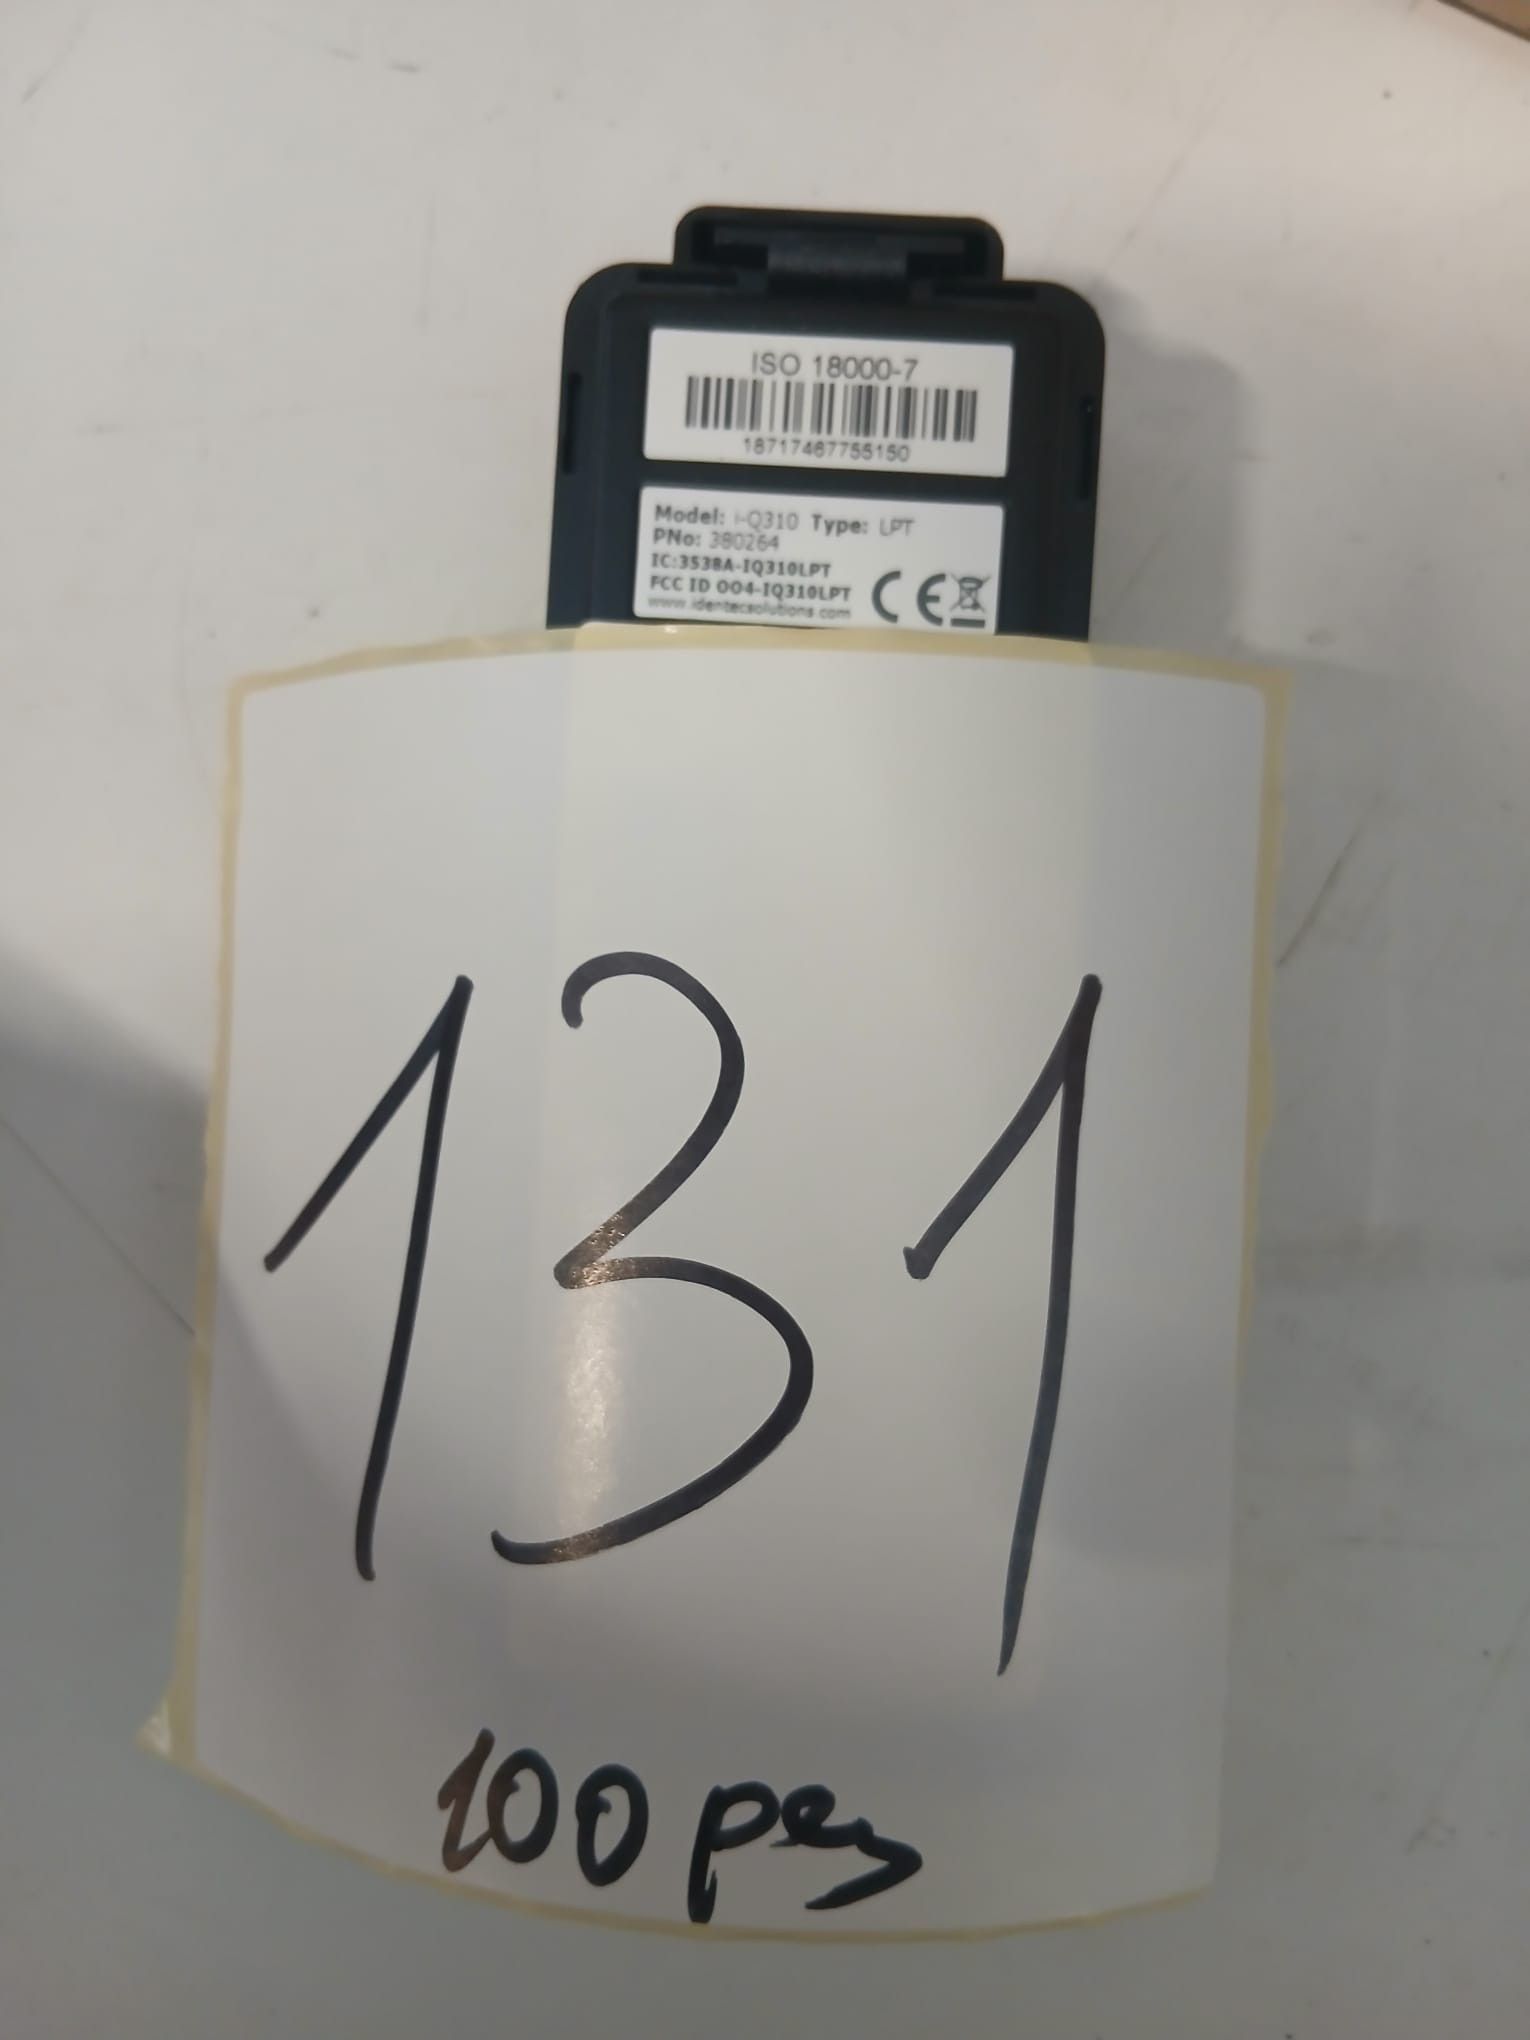 ISO 18000-7
18717467755150
Model: i-Q310 Type: LPT
PNo: 380264
IC:3538A-IQ310LPT
FCC ID OO4-IQ310LPT
www.identecsolutions.com
CE
131
100 pcs